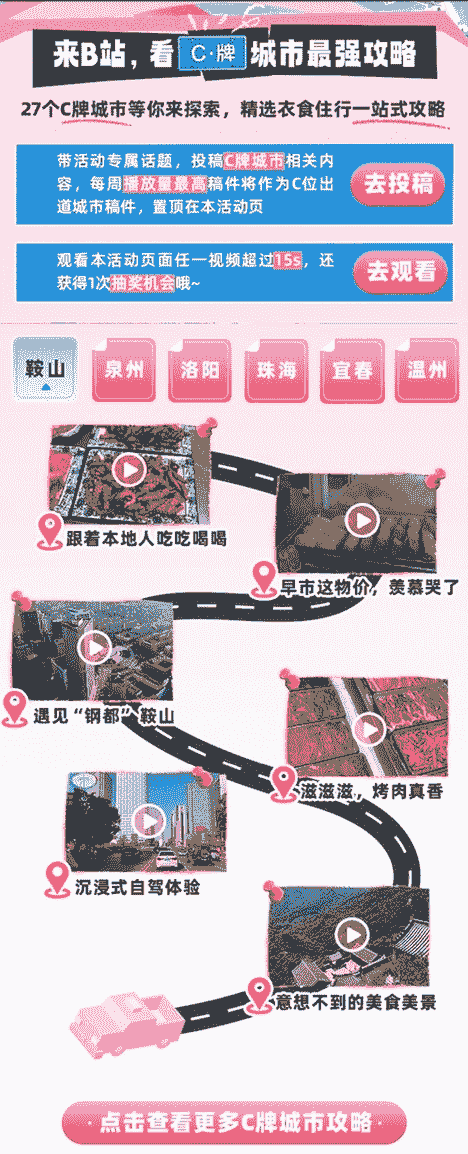 来B站，看 C·牌 城市最强攻略
27个C牌城市等你来探索，精选衣食住行一站式攻略
带活动专属话题，投稿C牌城市相关内
容，每周播放量最高稿件将作为C位出
道城市稿件，置顶在本活动页
去投稿
观看本活动页面任一视频超过15s，还
获得1次抽奖机会哦~
去观看
鞍山 泉州 洛阳 珠海 宜春 温州
跟着本地人吃吃喝喝
早市这物价，羡慕哭了
遇见“钢都”鞍山
滋滋滋，烤肉真香
沉浸式自驾体验
意想不到的美食美景
· 点击查看更多C牌城市攻略 ·